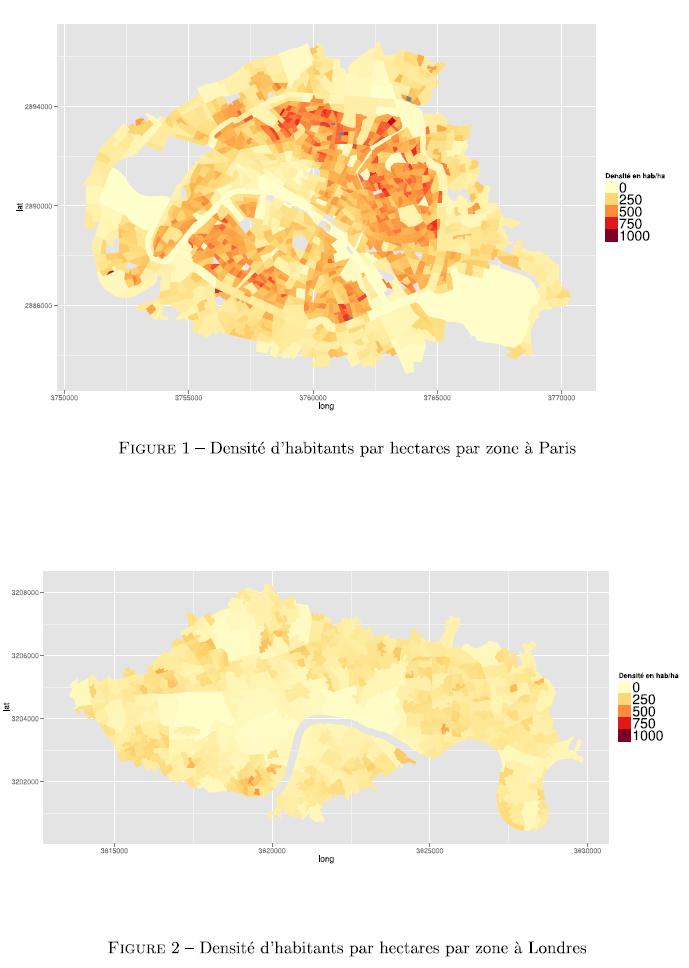 Densité en hab/ha
0
250
500
750
1000
2894000
2890000
2886000
lat
3750000 3755000 3760000 3765000 3770000
long
FIGURE 1 – Densité d'habitants par hectares par zone à Paris
3208000
3206000
3204000
3202000
lat
Densité en hab/ha
0
250
500
750
1000
3615000 3620000 3625000 3630000
long
FIGURE 2 – Densité d'habitants par hectares par zone à Londres